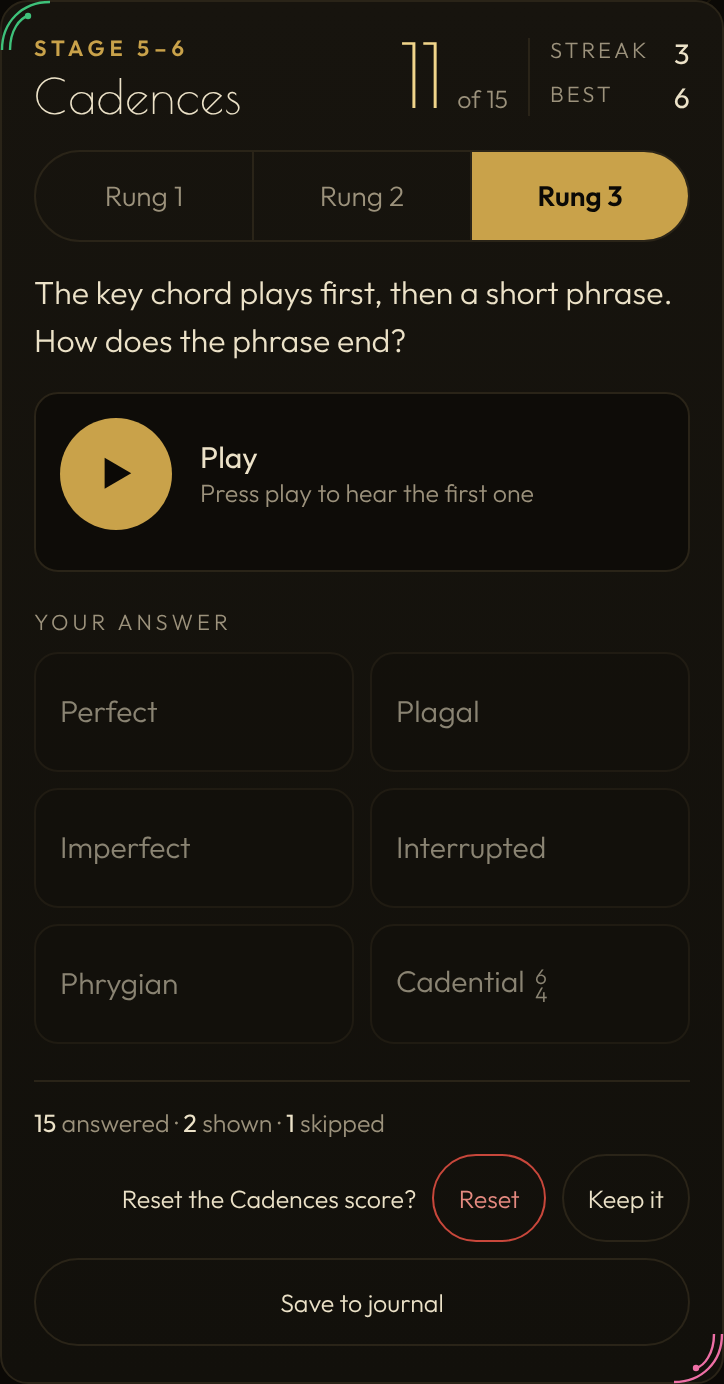 STAGE 5–6
Cadences
11 of 15
STREAK 3
BEST 6
Rung 1 Rung 2 Rung 3
The key chord plays first, then a short phrase.
How does the phrase end?
Play
Press play to hear the first one
YOUR ANSWER
Perfect Plagal
Imperfect Interrupted
Phrygian Cadential 6 4
15 answered · 2 shown · 1 skipped
Reset the Cadences score? Reset Keep it
Save to journal